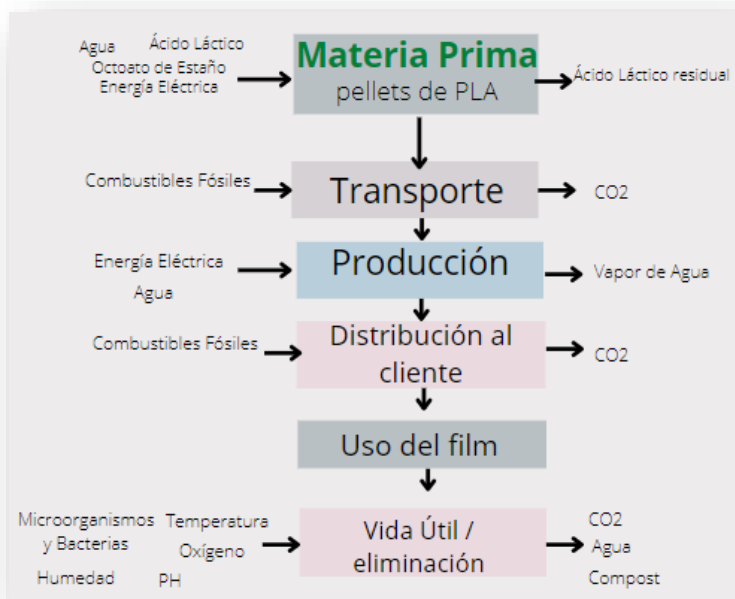 Agua Ácido Láctico
Octoato de Estaño
Energía Eléctrica
Materia Prima
pellets de PLA
Ácido Láctico residual
Combustibles Fósiles
Transporte
CO2
Energía Eléctrica
Agua
Producción
Vapor de Agua
Combustibles Fósiles
Distribución al
cliente
CO2
Uso del film
Microorganismos
y Bacterias
Temperatura
Oxígeno
Humedad
PH
Vida Útil /
eliminación
CO2
Agua
Compost